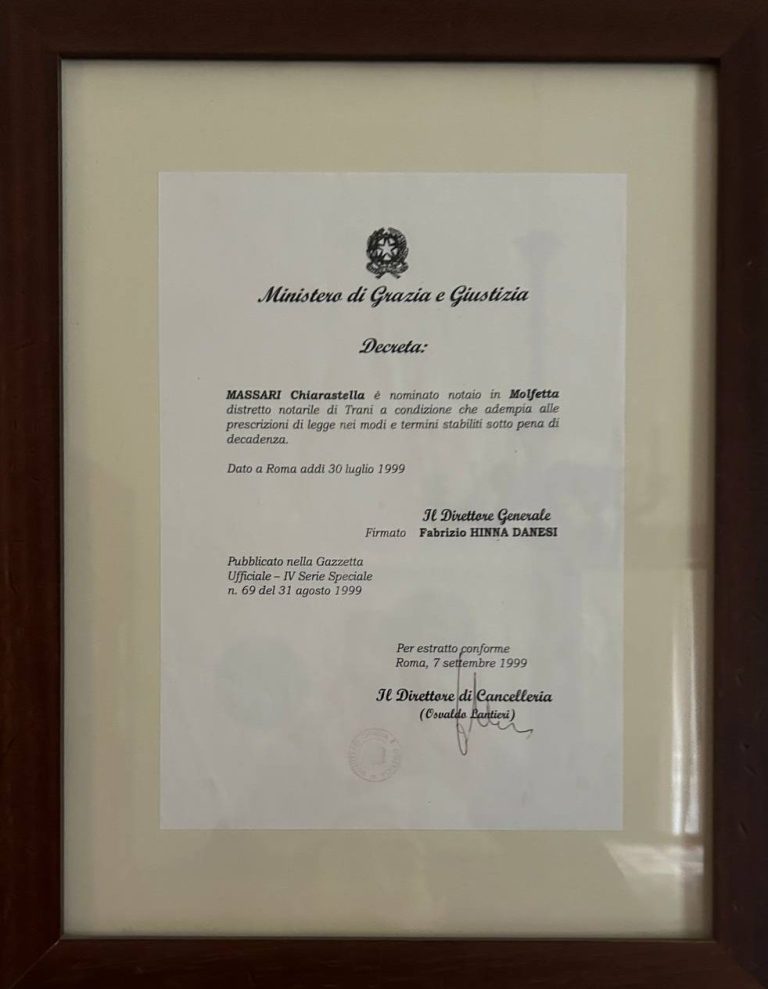 Ministero di Grazia e Giustizia
Decreta:
MASSARI Chiarastella è nominato notaio in Molfetta
distretto notarile di Trani a condizione che adempia alle
prescrizioni di legge nei modi e termini stabiliti sotto pena di
decadenza.
Dato a Roma addì 30 luglio 1999
Il Direttore Generale
Firmato Fabrizio HINNA DANESI
Pubblicato nella Gazzetta
Ufficiale – IV Serie Speciale
n. 69 del 31 agosto 1999
Per estratto conforme
Roma, 7 settembre 1999
Il Direttore di Cancelleria
(Osvaldo Lantieri)